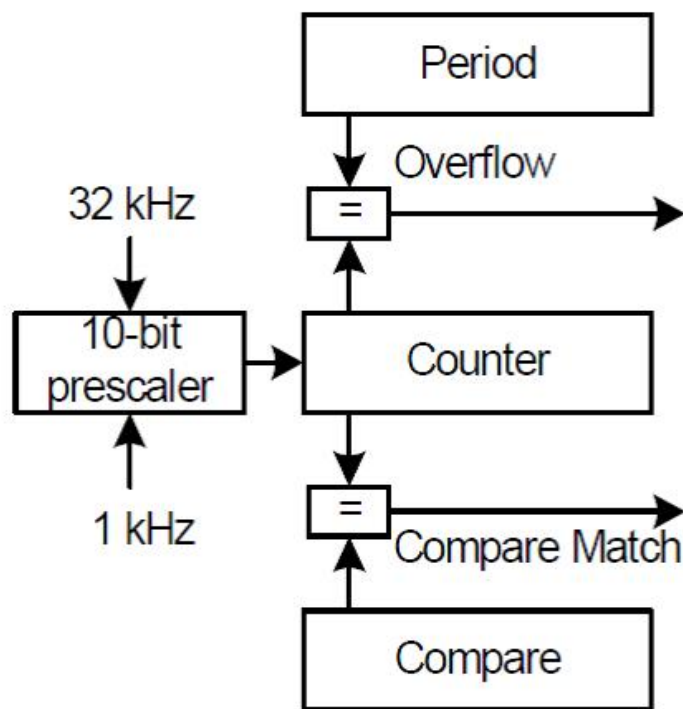 Period
Overflow
=
32 kHz
10-bit
prescaler
Counter
1 kHz
=
Compare Match
Compare